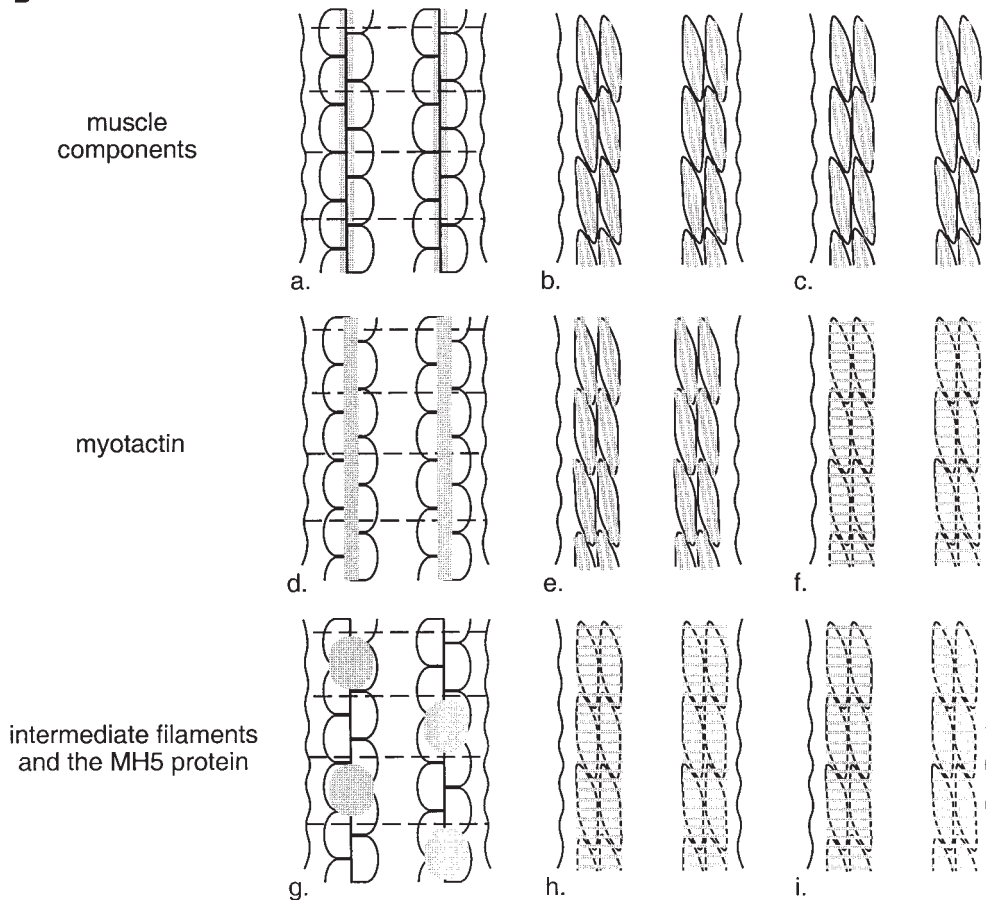 muscle
components
a.
b.
c.
myotactin
d.
e.
f.
intermediate filaments
and the MH5 protein
g.
h.
i.